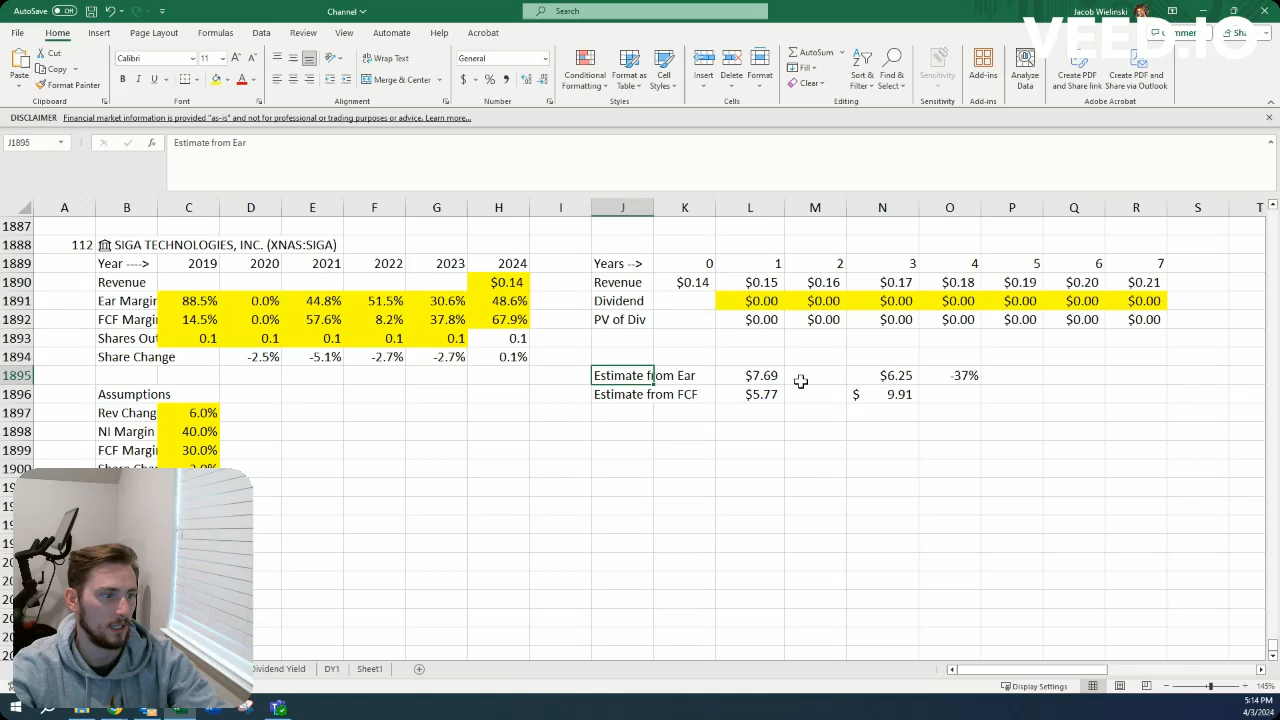 AutoSave Off Channel Search Jacob Wielinski
VEED.IO
File Home Insert Page Layout Formulas Data Review View Automate Help Acrobat
Cut Copy Format Painter Paste Clipboard
Calibri 11 B I U Font
Wrap Text Merge & Center Alignment
General $ % Number
Conditional Formatting Format as Table Cell Styles Styles
Insert Delete Format Cells
AutoSum Fill Clear Sort & Filter Find & Select Editing
Sensitivity Sensitivity
Add-ins Add-ins
Analyze Data
Create PDF and Share link Create PDF and Share via Outlook Adobe Acrobat
DISCLAIMER Financial market information is provided "as-is" and not for professional or trading purposes or advice. Learn more...
J1895 fx Estimate from Ear
A B C D E F G H I J K L M N O P Q R S T
1887
1888 112 SIGA TECHNOLOGIES, INC. (XNAS:SIGA)
1889 Year ----> 2019 2020 2021 2022 2023 2024 Years --> 0 1 2 3 4 5 6 7
1890 Revenue $0.14 Revenue $0.14 $0.15 $0.16 $0.17 $0.18 $0.19 $0.20 $0.21
1891 Ear Margin 88.5% 0.0% 44.8% 51.5% 30.6% 48.6% Dividend $0.00 $0.00 $0.00 $0.00 $0.00 $0.00 $0.00
1892 FCF Margin 14.5% 0.0% 57.6% 8.2% 37.8% 67.9% PV of Div $0.00 $0.00 $0.00 $0.00 $0.00 $0.00 $0.00
1893 Shares Out 0.1 0.1 0.1 0.1 0.1 0.1
1894 Share Change -2.5% -5.1% -2.7% -2.7% 0.1%
1895 Estimate from Ear $7.69 $6.25 -37%
1896 Assumptions Estimate from FCF $5.77 $ 9.91
1897 Rev Chang 6.0%
1898 NI Margin 40.0%
1899 FCF Margin 30.0%
Dividend Yield DY1 Sheet1
Display Settings 145%
5:14 PM
4/3/2024